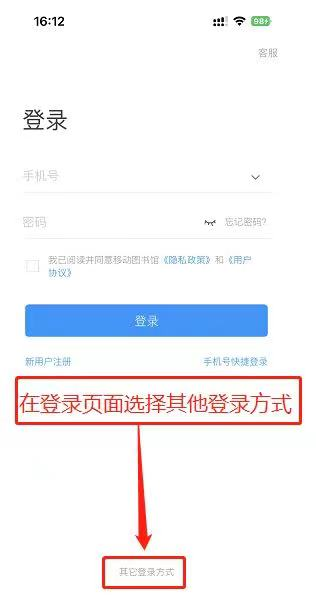 16:12
98
客服
登录
手机号
密码
忘记密码?
我已阅读并同意移动图书馆《隐私政策》和《用户
协议》
登录
新用户注册
手机号快捷登录
在登录页面选择其他登录方式
其它登录方式